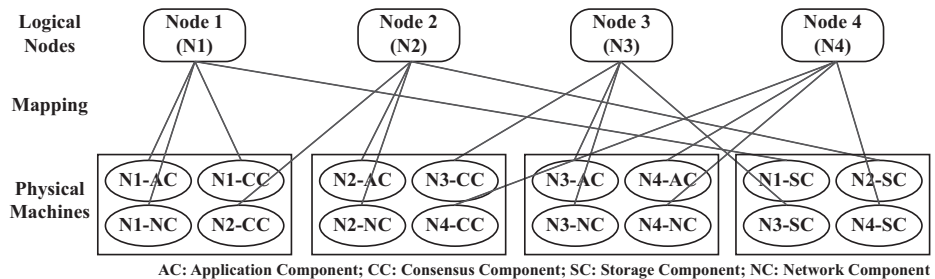 Logical Nodes
Node 1 (N1)
Node 2 (N2)
Node 3 (N3)
Node 4 (N4)
Mapping
Physical Machines
N1-AC N1-CC
N1-NC N2-CC
N2-AC N3-CC
N2-NC N4-CC
N3-AC N4-AC
N3-NC N4-NC
N1-SC N2-SC
N3-SC N4-SC
AC: Application Component; CC: Consensus Component; SC: Storage Component; NC: Network Component